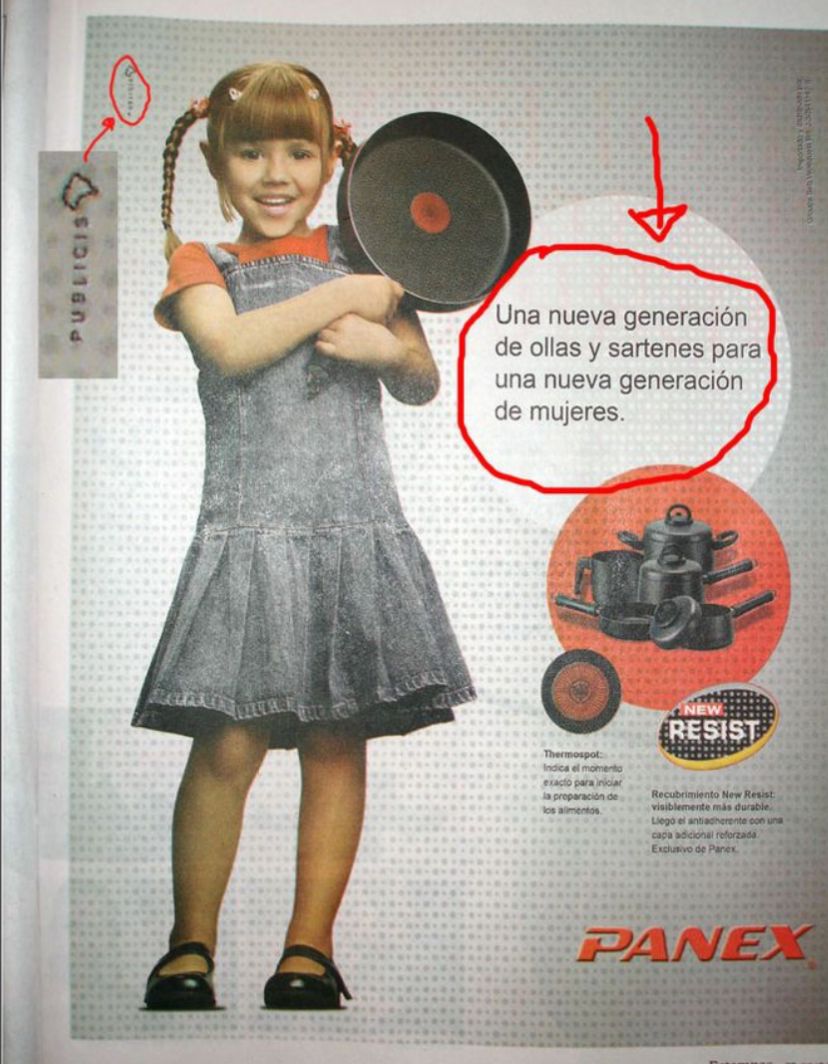 PUBLICIS
Una nueva generación
de ollas y sartenes para
una nueva generación
de mujeres.
NEW
RESIST
Thermospot:
Indica el momento
exacto para iniciar
la preparación de
los alimentos.
Recubrimiento New Resist:
visiblemente más durable.
Llegó el antiadherente con una
capa adicional reforzada.
Exclusivo de Panex.
PANEX